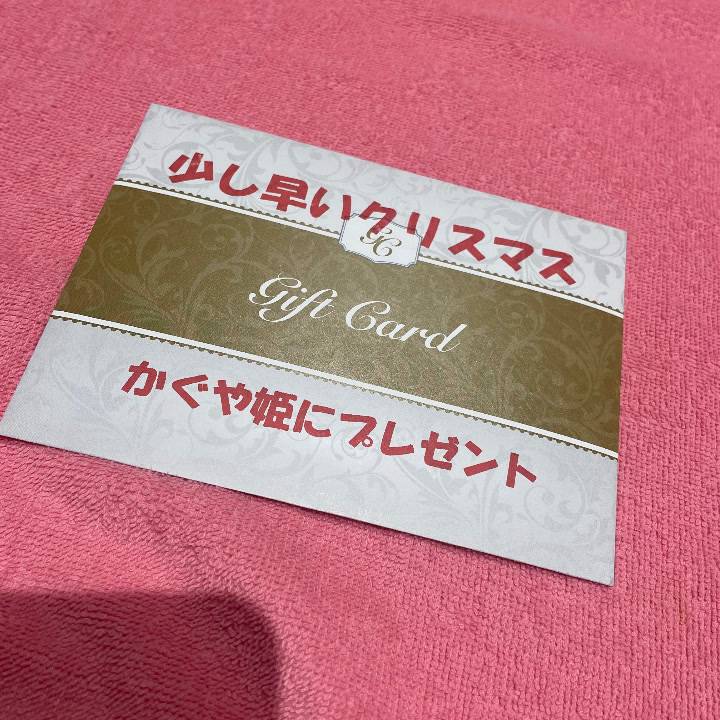 少し早いクリスマス
GC
Gift Card
かぐや姫にプレゼント